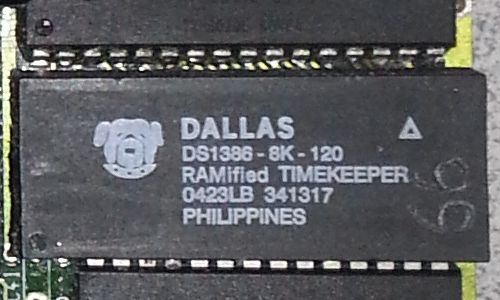 DALLAS
DS1386-8K-120
RAMified TIMEKEEPER
0423LB 341317
PHILIPPINES